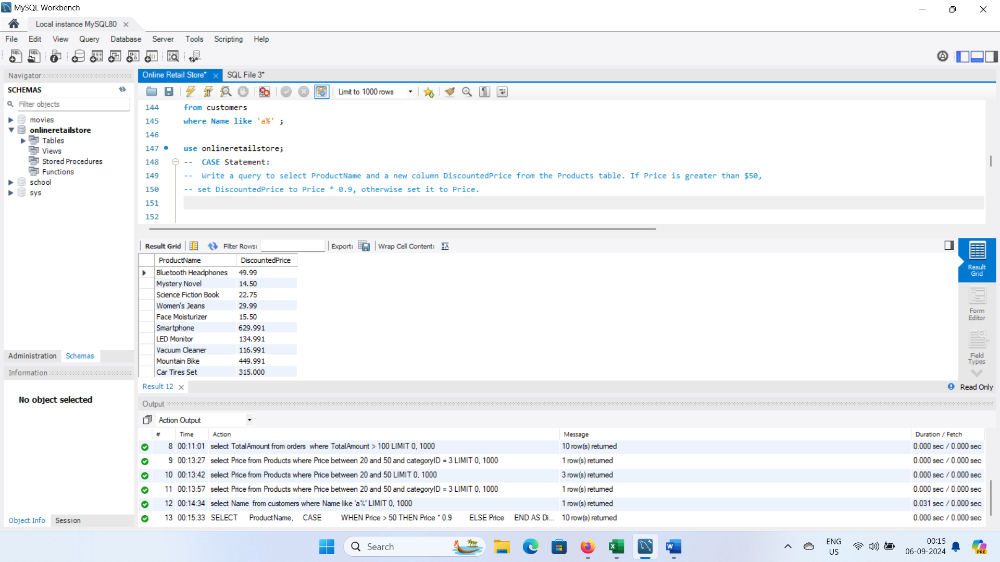 MySQL Workbench
Local instance MySQL80
File Edit View Query Database Server Tools Scripting Help
Navigator
SCHEMAS
Filter objects
movies
onlineretailstore
Tables
Views
Stored Procedures
Functions
school
sys
Administration Schemas
Information
No object selected
Object Info Session
Online Retail Store* SQL File 3*
Limit to 1000 rows
144 from customers
145 where Name like 'a%' ;
146
147 use onlineretailstore;
148 -- CASE Statement:
149 -- Write a query to select ProductName and a new column DiscountedPrice from the Products table. If Price is greater than $50,
150 -- set DiscountedPrice to Price * 0.9, otherwise set it to Price.
151
152
Result Grid Filter Rows: Export: Wrap Cell Content:
ProductName DiscountedPrice
Bluetooth Headphones 49.99
Mystery Novel 14.50
Science Fiction Book 22.75
Women's Jeans 29.99
Face Moisturizer 15.50
Smartphone 629.991
LED Monitor 134.991
Vacuum Cleaner 116.991
Mountain Bike 449.991
Car Tires Set 315.000
Result Grid
Form Editor
Field Types
Result 12 Read Only
Output
Action Output
# Time Action Message Duration / Fetch
8 00:11:01 select TotalAmount from orders where TotalAmount > 100 LIMIT 0, 1000 10 row(s) returned 0.000 sec / 0.000 sec
9 00:13:27 select Price from Products where Price between 20 and 50 and categoryID = 3 LIMIT 0, 1000 1 row(s) returned 0.000 sec / 0.000 sec
10 00:13:42 select Price from Products where Price between 20 and 50 LIMIT 0, 1000 3 row(s) returned 0.000 sec / 0.000 sec
11 00:13:57 select Price from Products where Price between 20 and 50 and categoryID = 3 LIMIT 0, 1000 1 row(s) returned 0.000 sec / 0.000 sec
12 00:14:34 select Name from customers where Name like 'a%' LIMIT 0, 1000 1 row(s) returned 0.031 sec / 0.000 sec
13 00:15:33 SELECT ProductName, CASE WHEN Price > 50 THEN Price * 0.9 ELSE Price END AS Di... 10 row(s) returned 0.000 sec / 0.000 sec
Search
ENG
US
00:15
06-09-2024
PRE